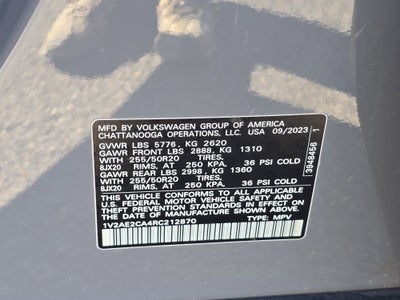 MFD BY VOLKSWAGEN GROUP OF AMERICA
CHATTANOOGA OPERATIONS, LLC. USA 09/2023
GVWR LBS 5776, KG 2620
GAWR FRONT LBS 2888, KG 1310
WITH 255/50R20 TIRES,
8JX20 RIMS, AT 250 KPA, 36 PSI COLD
GAWR REAR LBS 2998, KG 1360
WITH 255/50R20 TIRES,
8JX20 RIMS, AT 250 KPA, 36 PSI COLD
THIS VEHICLE CONFORMS TO ALL APPLICABLE
U.S. FEDERAL MOTOR VEHICLE SAFETY AND
THEFT PREVENTION STANDARDS IN EFFECT ON
THE DATE OF MANUFACTURE SHOWN ABOVE.
1V2AE2CA4RC212870 TYPE: MPV
3948456 1